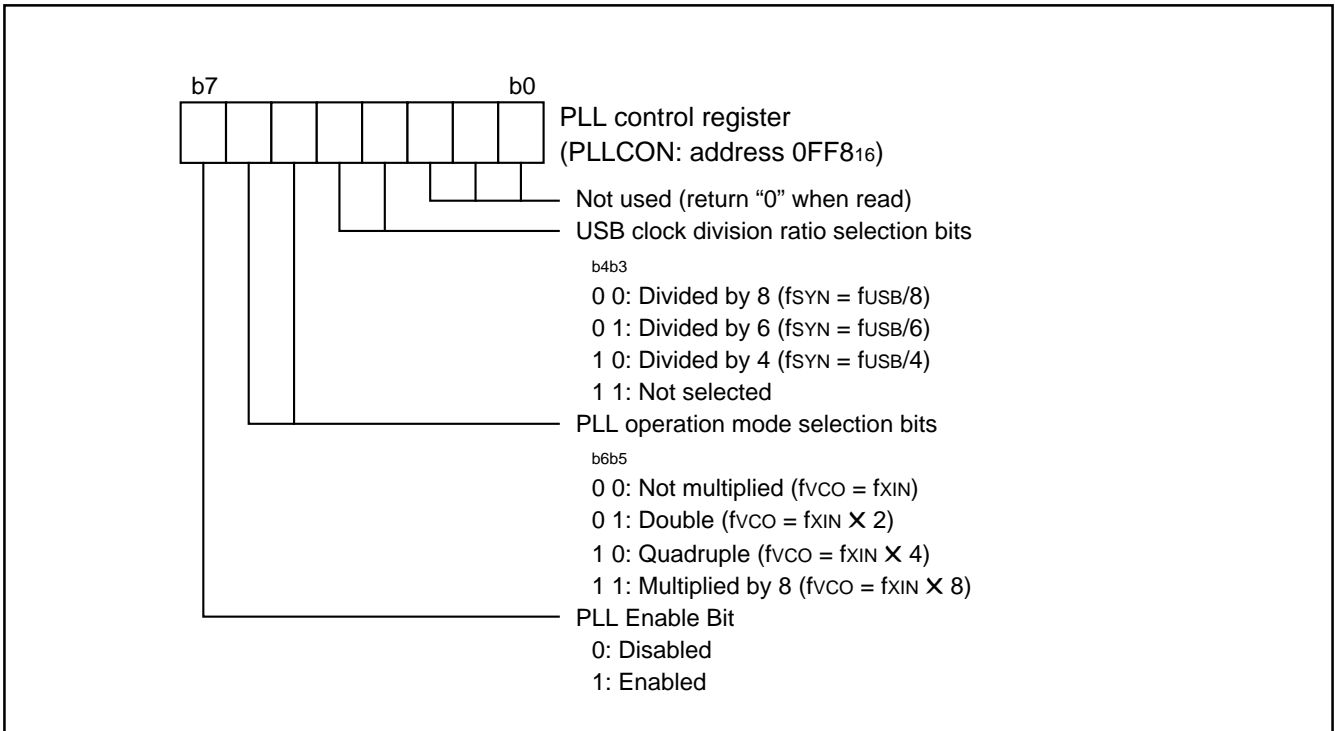 b7 b0
PLL control register
(PLLCON: address 0FF816)
Not used (return “0” when read)
USB clock division ratio selection bits
b4b3
0 0: Divided by 8 (fSYN = fUSB/8)
0 1: Divided by 6 (fSYN = fUSB/6)
1 0: Divided by 4 (fSYN = fUSB/4)
1 1: Not selected
PLL operation mode selection bits
b6b5
0 0: Not multiplied (fVCO = fXIN)
0 1: Double (fVCO = fXIN X 2)
1 0: Quadruple (fVCO = fXIN X 4)
1 1: Multiplied by 8 (fVCO = fXIN X 8)
PLL Enable Bit
0: Disabled
1: Enabled